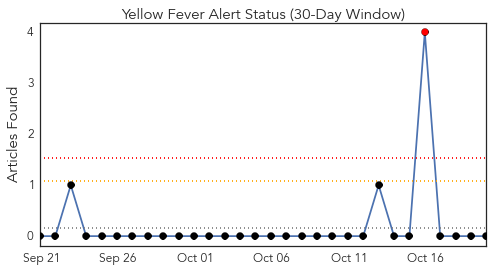 Yellow Fever Alert Status (30-Day Window)
Articles Found
4
3
2
1
0
Sep 21 Sep 26 Oct 01 Oct 06 Oct 11 Oct 16